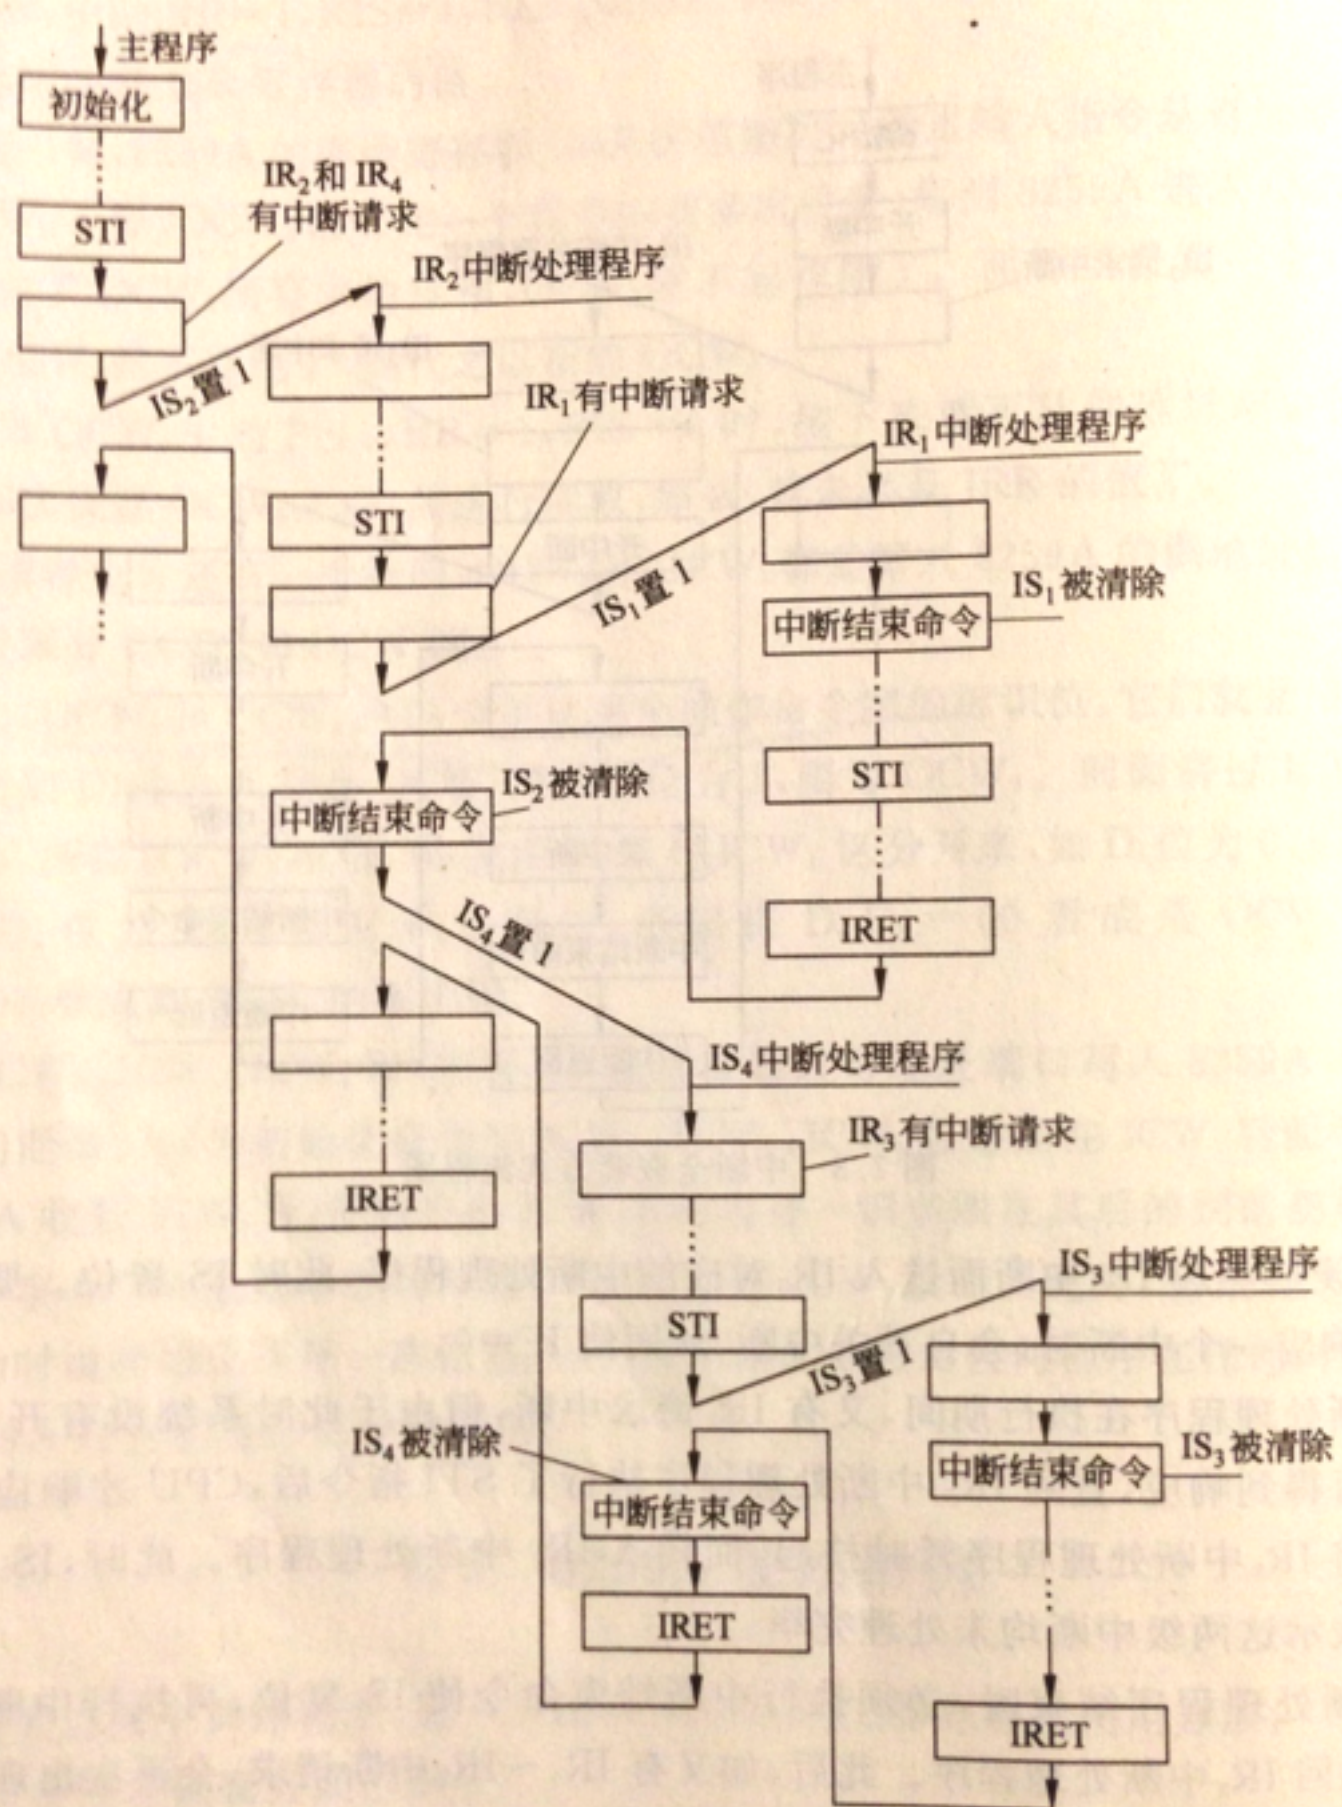 主程序
初始化
IR₂和 IR₄
有中断请求
STI
IR₂中断处理程序
IS₂置 1
IR₁有中断请求
IR₁中断处理程序
STI
IS₁置 1
IS₁被清除
中断结束命令
STI
IS₂被清除
中断结束命令
IRET
IS₄置 1
IS₄中断处理程序
IR₃有中断请求
IRET
IS₃中断处理程序
STI
IS₃置 1
IS₄被清除
IS₃被清除
中断结束命令
中断结束命令
IRET
IRET